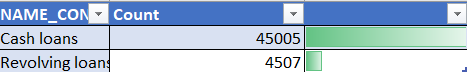 NAME_CON Count
Cash loans 45005
Revolving loans 4507